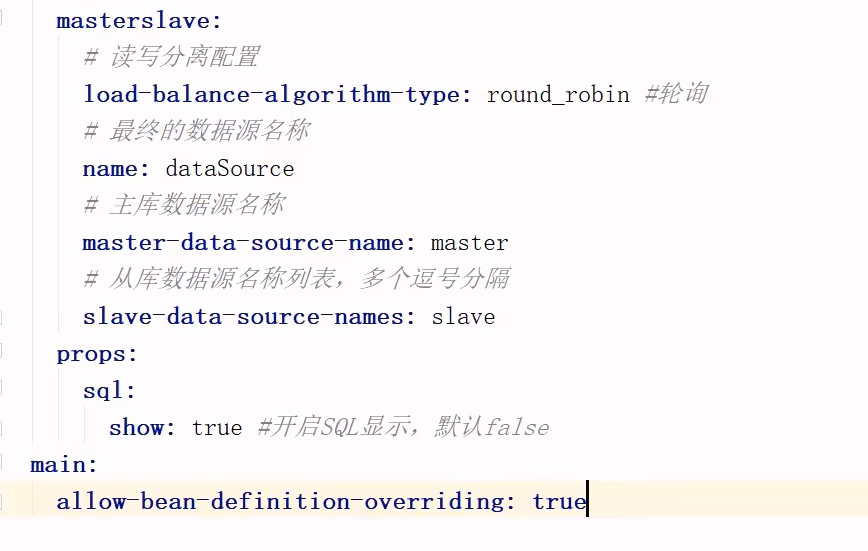 masterslave:
# 读写分离配置
load-balance-algorithm-type: round_robin #轮询
# 最终的数据源名称
name: dataSource
# 主库数据源名称
master-data-source-name: master
# 从库数据源名称列表，多个逗号分隔
slave-data-source-names: slave
props:
sql:
show: true #开启SQL显示，默认false
main:
allow-bean-definition-overriding: true